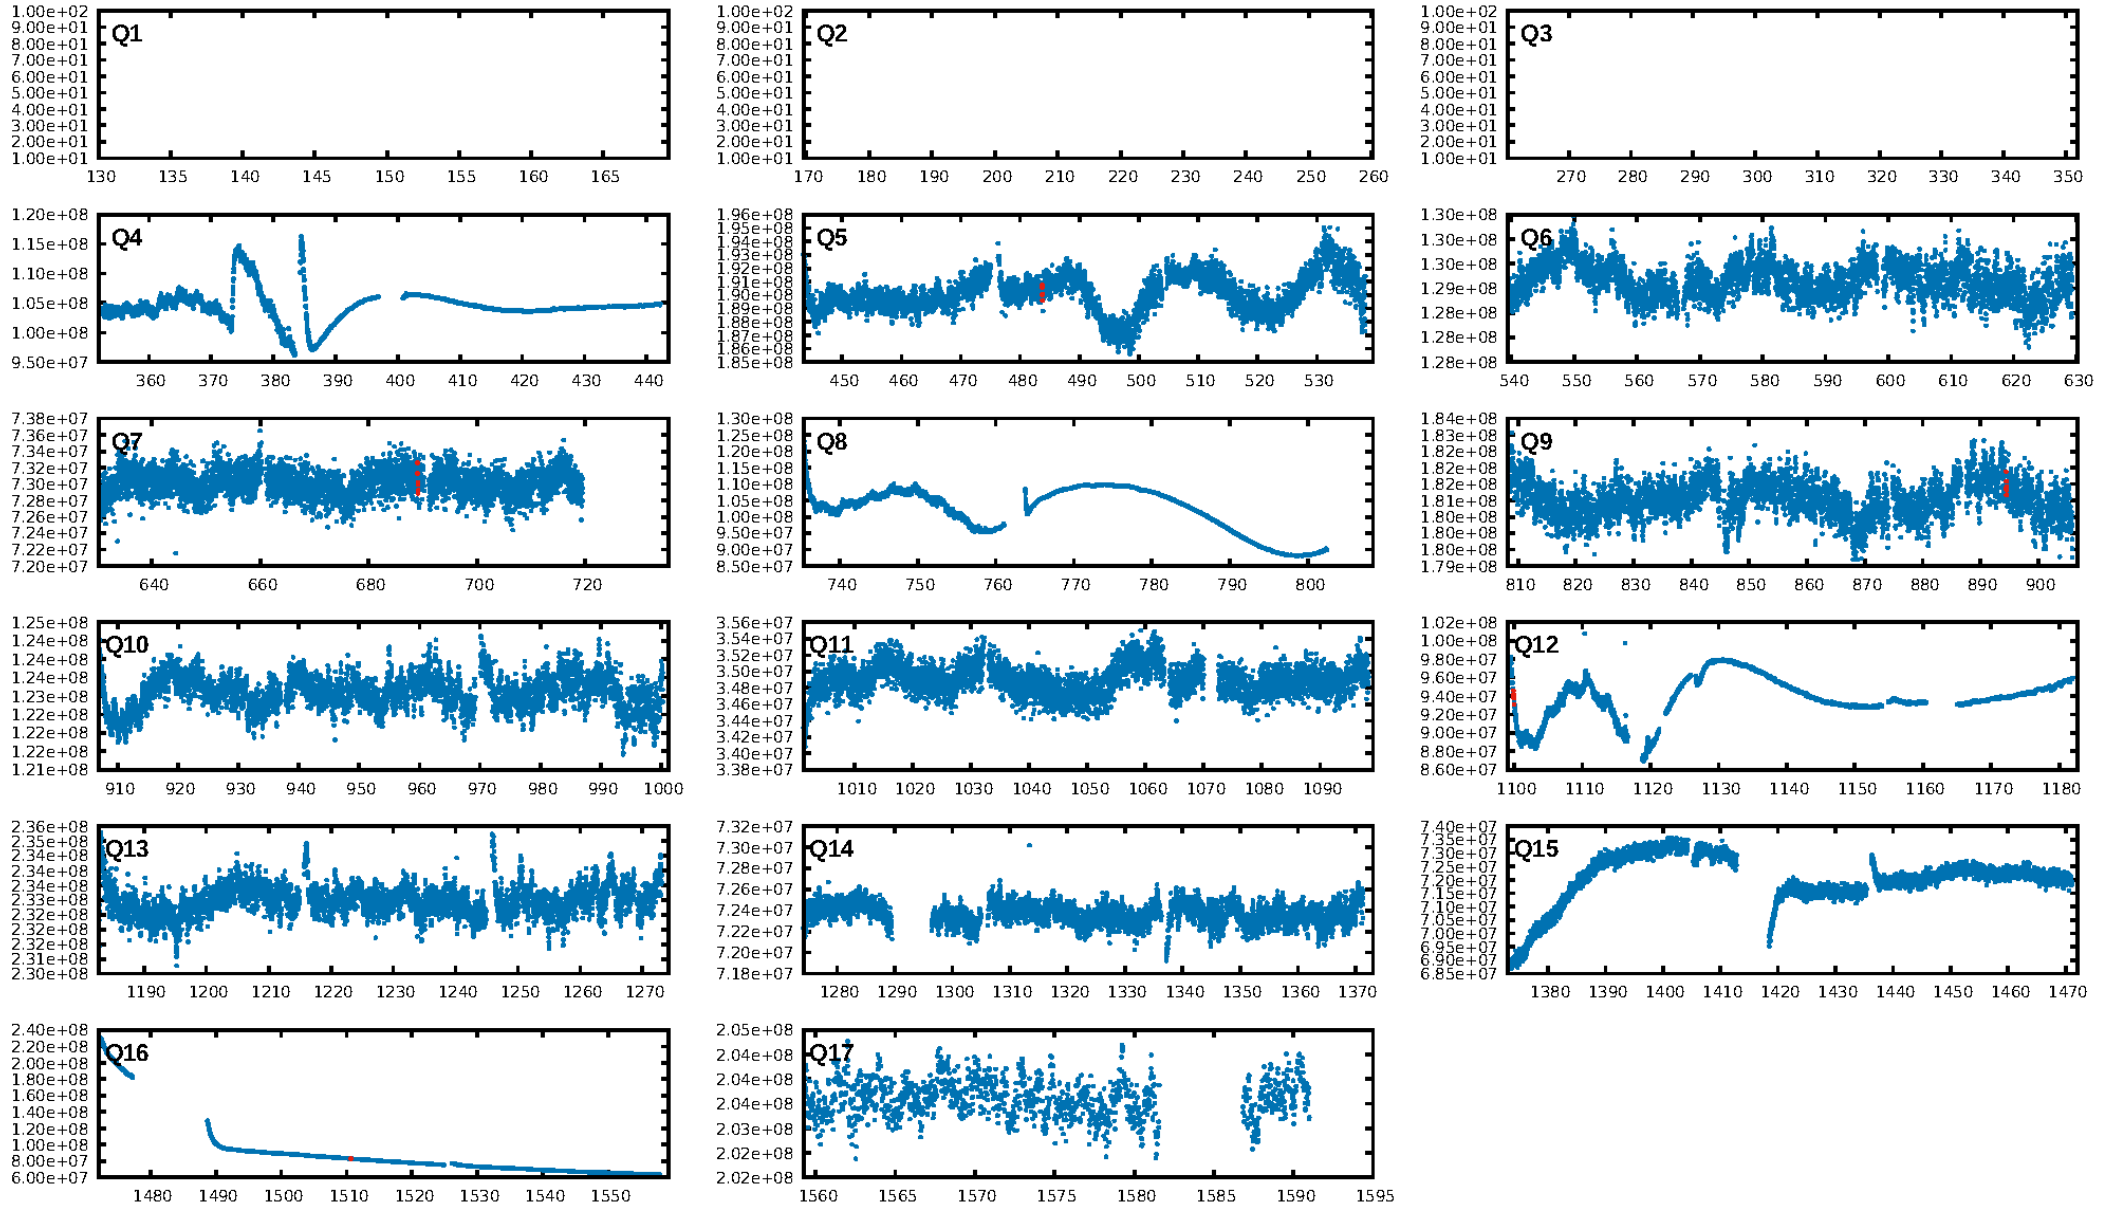 1.00e+02
9.00e+01
8.00e+01
7.00e+01
6.00e+01
5.00e+01
4.00e+01
3.00e+01
2.00e+01
1.00e+01
Q1
130 135 140 145 150 155 160 165
1.00e+02
9.00e+01
8.00e+01
7.00e+01
6.00e+01
5.00e+01
4.00e+01
3.00e+01
2.00e+01
1.00e+01
Q2
170 180 190 200 210 220 230 240 250 260
1.00e+02
9.00e+01
8.00e+01
7.00e+01
6.00e+01
5.00e+01
4.00e+01
3.00e+01
2.00e+01
1.00e+01
Q3
270 280 290 300 310 320 330 340 350
1.20e+08
1.15e+08
1.10e+08
1.05e+08
1.00e+08
9.50e+07
Q4
360 370 380 390 400 410 420 430 440
1.96e+08
1.95e+08
1.94e+08
1.93e+08
1.92e+08
1.91e+08
1.90e+08
1.89e+08
1.88e+08
1.87e+08
1.86e+08
1.85e+08
Q5
450 460 470 480 490 500 510 520 530
1.30e+08
1.30e+08
1.30e+08
1.29e+08
1.28e+08
1.28e+08
1.28e+08
Q6
540 550 560 570 580 590 600 610 620 630
7.38e+07
7.36e+07
7.34e+07
7.32e+07
7.30e+07
7.28e+07
7.26e+07
7.24e+07
7.22e+07
7.20e+07
Q7
640 660 680 700 720
1.30e+08
1.25e+08
1.20e+08
1.15e+08
1.10e+08
1.05e+08
1.00e+08
9.50e+07
9.00e+07
8.50e+07
Q8
740 750 760 770 780 790 800
1.84e+08
1.83e+08
1.82e+08
1.82e+08
1.81e+08
1.81e+08
1.80e+08
1.80e+08
1.80e+08
1.79e+08
Q9
810 820 830 840 850 860 870 880 890 900
1.25e+08
1.24e+08
1.24e+08
1.24e+08
1.23e+08
1.22e+08
1.22e+08
1.22e+08
1.21e+08
Q10
910 920 930 940 950 960 970 980 990 1000
3.56e+07
3.54e+07
3.52e+07
3.50e+07
3.48e+07
3.46e+07
3.44e+07
3.42e+07
3.40e+07
3.38e+07
Q11
1010 1020 1030 1040 1050 1060 1070 1080 1090
1.02e+08
1.00e+08
9.80e+07
9.60e+07
9.40e+07
9.20e+07
9.00e+07
8.80e+07
8.60e+07
Q12
1100 1110 1120 1130 1140 1150 1160 1170 1180
2.36e+08
2.35e+08
2.34e+08
2.34e+08
2.34e+08
2.33e+08
2.32e+08
2.32e+08
2.32e+08
2.31e+08
2.30e+08
Q13
1190 1200 1210 1220 1230 1240 1250 1260 1270
7.32e+07
7.30e+07
7.28e+07
7.26e+07
7.24e+07
7.22e+07
7.20e+07
7.18e+07
Q14
1280 1290 1300 1310 1320 1330 1340 1350 1360 1370
7.40e+07
7.35e+07
7.30e+07
7.25e+07
7.20e+07
7.15e+07
7.10e+07
7.05e+07
7.00e+07
6.95e+07
6.90e+07
6.85e+07
Q15
1380 1390 1400 1410 1420 1430 1440 1450 1460 1470
2.40e+08
2.20e+08
2.00e+08
1.80e+08
1.60e+08
1.40e+08
1.20e+08
1.00e+08
8.00e+07
6.00e+07
Q16
1480 1490 1500 1510 1520 1530 1540 1550
2.05e+08
2.04e+08
2.04e+08
2.04e+08
2.03e+08
2.02e+08
2.02e+08
Q17
1560 1565 1570 1575 1580 1585 1590 1595